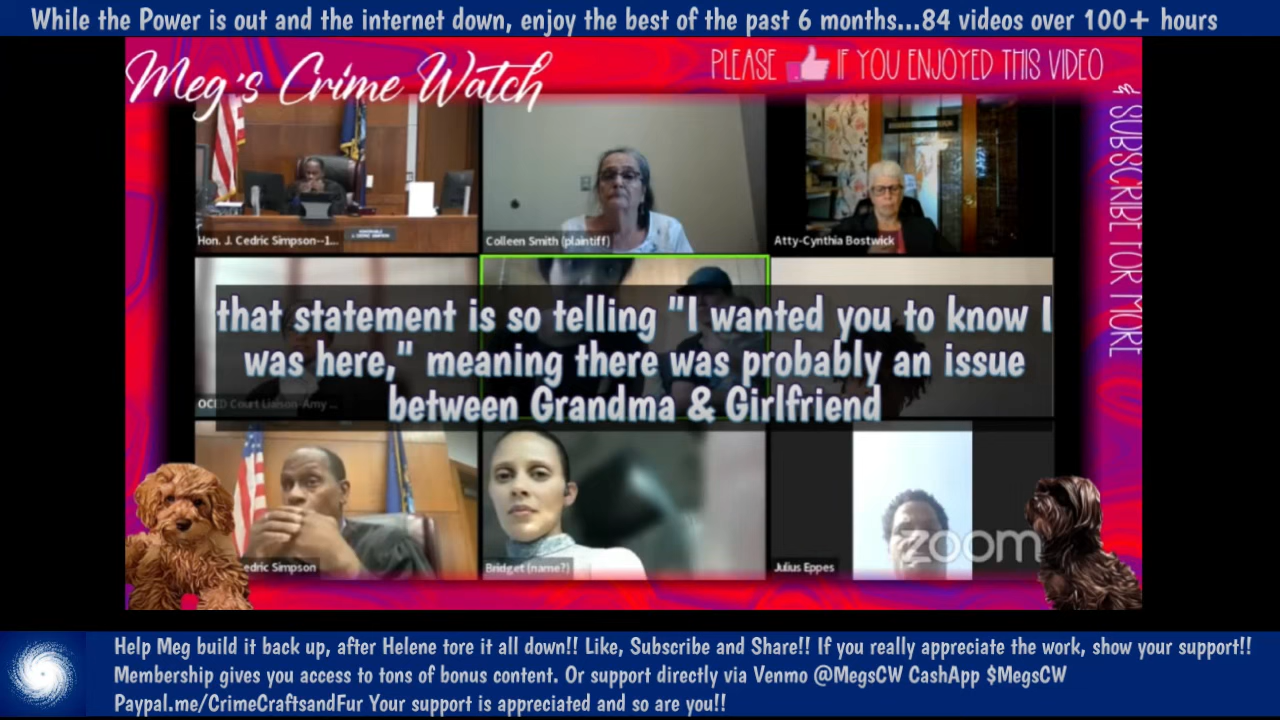 While the Power is out and the internet down, enjoy the best of the past 6 months...84 videos over 100+ hours
Meg's Crime Watch
PLEASE IF YOU ENJOYED THIS VIDEO
& SUBSCRIBE FOR MORE
Hon. J. Cedric Simpson--1...
Colleen Smith (plaintiff)
Atty-Cynthia Bostwick
that statement is so telling "I wanted you to know I
was here," meaning there was probably an issue
between Grandma & Girlfriend
Court Liaison-Amy ...
edric Simpson
Bridget (name?)
Julius Eppes
zoom
Help Meg build it back up, after Helene tore it all down!! Like, Subscribe and Share!! If you really appreciate the work, show your support!!
Membership gives you access to tons of bonus content. Or support directly via Venmo @MegsCW CashApp $MegsCW
Paypal.me/CrimeCraftsandFur Your support is appreciated and so are you!!